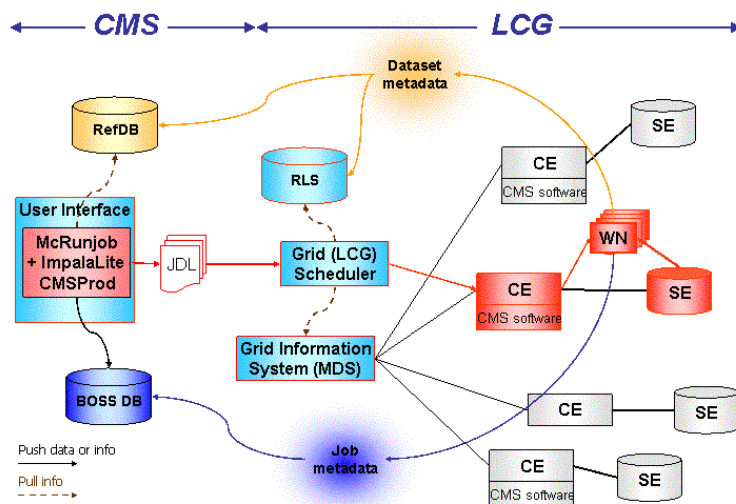 CMS
LCG
Dataset
metadata
RefDB
SE
CE
CMS software
RLS
User Interface
McRunjob
+ ImpalaLite
CMSProd
JDL
Grid (LCG)
Scheduler
WN
CE
CMS software
SE
Grid Information
System (MDS)
BOSS DB
CE
SE
Job
metadata
Push data or info
Pull info
CE
CMS software
SE